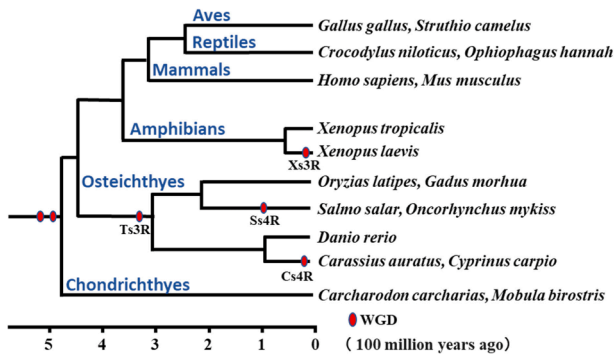 Aves
Gallus gallus, Struthio camelus
Reptiles
Crocodylus niloticus, Ophiophagus hannah
Mammals
Homo sapiens, Mus musculus
Amphibians
Xenopus tropicalis
Xenopus laevis
Xs3R
Osteichthyes
Oryzias latipes, Gadus morhua
Salmo salar, Oncorhynchus mykiss
Ss4R
Ts3R
Danio rerio
Carassius auratus, Cyprinus carpio
Cs4R
Chondrichthyes
Carcharodon carcharias, Mobula birostris
WGD
5 4 3 2 1 0 ( 100 million years ago )